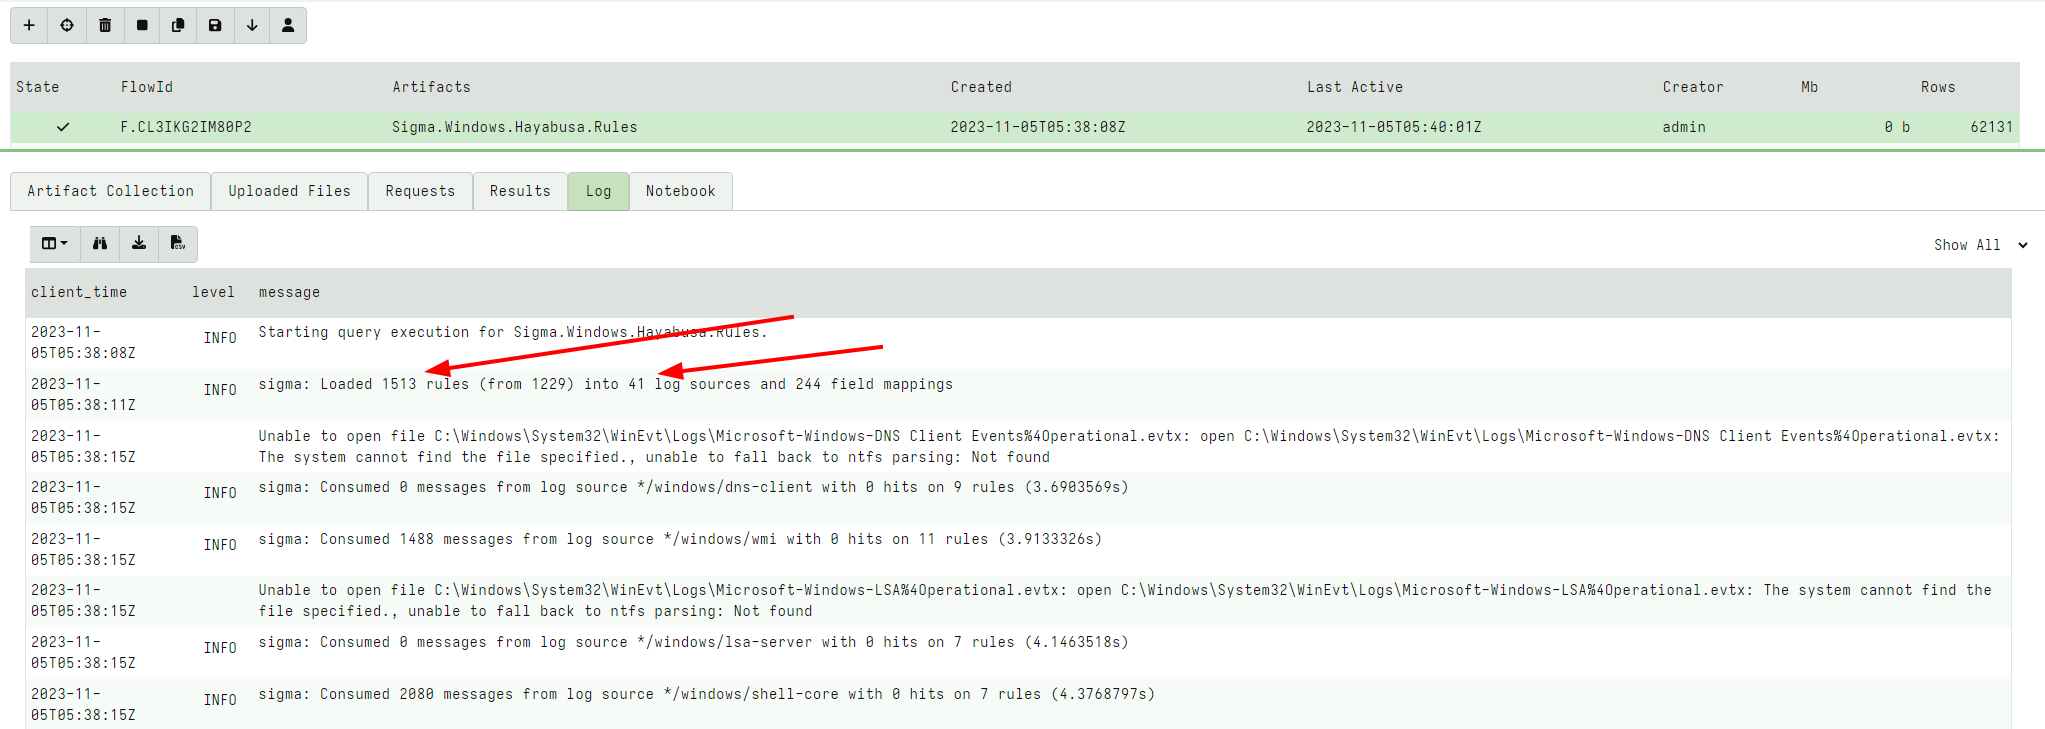 State FlowId Artifacts Created Last Active Creator Mb Rows
F.CL3IKG2IM80P2 Sigma.Windows.Hayabusa.Rules 2023-11-05T05:38:08Z 2023-11-05T05:40:01Z admin 0 b 62131
Artifact Collection Uploaded Files Requests Results Log Notebook
CSV
Show All
client_time level message
2023-11-
05T05:38:08Z INFO Starting query execution for Sigma.Windows.Hayabusa.Rules.
2023-11-
05T05:38:11Z INFO sigma: Loaded 1513 rules (from 1229) into 41 log sources and 244 field mappings
2023-11- Unable to open file C:\Windows\System32\WinEvt\Logs\Microsoft-Windows-DNS Client Events%4Operational.evtx: open C:\Windows\System32\WinEvt\Logs\Microsoft-Windows-DNS Client Events%4Operational.evtx:
05T05:38:15Z The system cannot find the file specified., unable to fall back to ntfs parsing: Not found
2023-11-
05T05:38:15Z INFO sigma: Consumed 0 messages from log source */windows/dns-client with 0 hits on 9 rules (3.6903569s)
2023-11-
05T05:38:15Z INFO sigma: Consumed 1488 messages from log source */windows/wmi with 0 hits on 11 rules (3.9133326s)
2023-11- Unable to open file C:\Windows\System32\WinEvt\Logs\Microsoft-Windows-LSA%4Operational.evtx: open C:\Windows\System32\WinEvt\Logs\Microsoft-Windows-LSA%4Operational.evtx: The system cannot find the
05T05:38:15Z file specified., unable to fall back to ntfs parsing: Not found
2023-11-
05T05:38:15Z INFO sigma: Consumed 0 messages from log source */windows/lsa-server with 0 hits on 7 rules (4.1463518s)
2023-11-
05T05:38:15Z INFO sigma: Consumed 2080 messages from log source */windows/shell-core with 0 hits on 7 rules (4.3768797s)